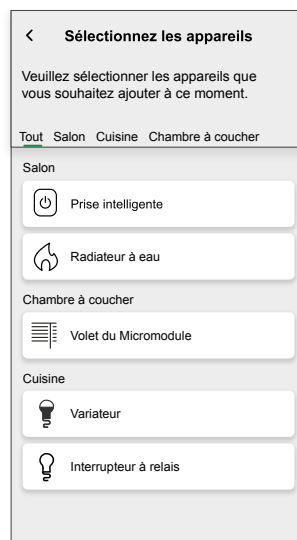 Sélectionnez les appareils
Veuillez sélectionner les appareils que
vous souhaitez ajouter à ce moment.
Tout Salon Cuisine Chambre à coucher
Salon
Prise intelligente
Radiateur à eau
Chambre à coucher
Volet du Micromodule
Cuisine
Variateur
Interrupteur à relais